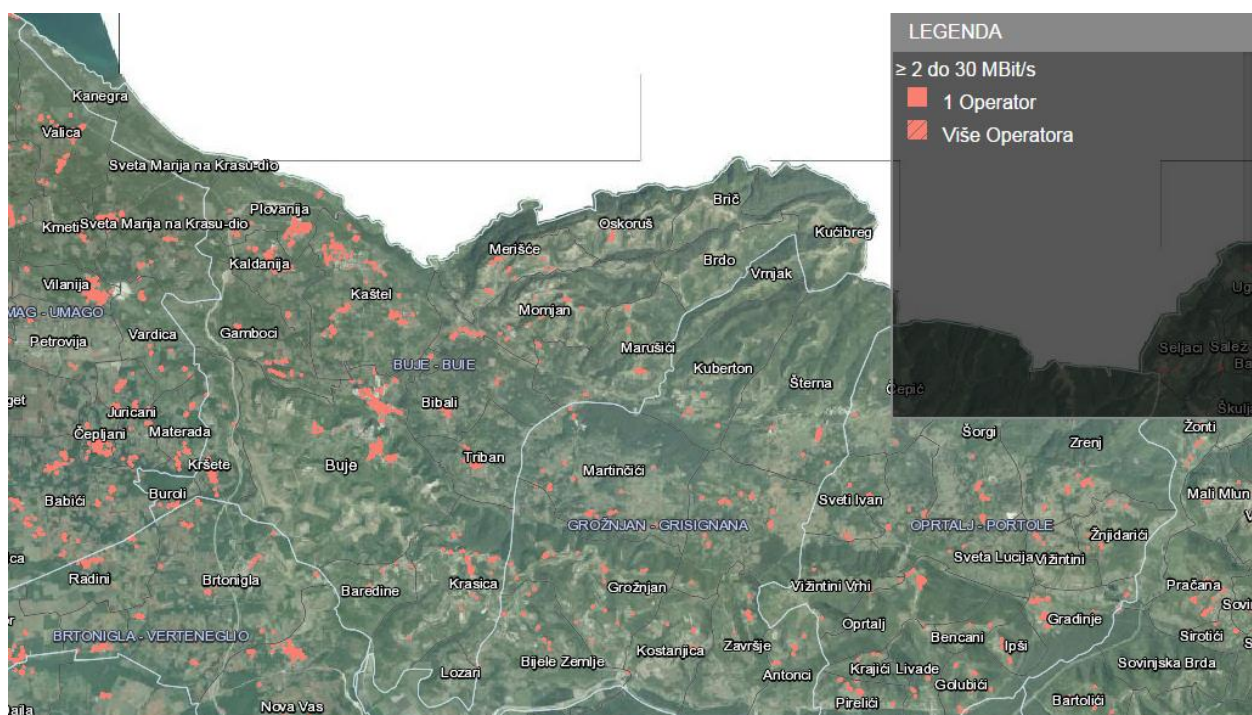 LEGENDA
≥ 2 do 30 MBit/s
1 Operator
Više Operatora
Kanegra
Valica
Sveta Marija na Krasu-dio
Plovanija
Kmeti
Sveta Marija na Krasu-dio
Oskoruš
Brič
Kućibreg
Merišće
Kaldanija
Brdo
Vrnjak
Vilanija
Kaštel
MAG - UMAGO
Momjan
Petrovija
Vardica
Gamboci
Marušići
Seljaci
Salež
BUJE - BUIE
Kuberton
Šterna
Čepić
Juricani
Bibali
Čepljani
Materada
Šorgi
Zrenj
Žonti
Kršete
Buje
Triban
Martinčići
Babići
Buroli
Sveti Ivan
Mali Mlun
GROŽNJAN - GRISIGNANA
OPRTALJ - PORTOLE
Žnjidarići
Sveta Lucija
Vižintini
Radini
Brtonigla
Baredine
Krasica
Grožnjan
Vižintini Vrhi
Pračana
Gradinje
Oprtalj
BRTONIGLA - VERTENEGLIO
Bencani
Ipši
Sirotići
Završje
Kostanjica
Bijele Zemlje
Lozari
Antonci
Krajići
Livade
Sovinjska Brda
Golubići
Nova Vas
Pirelići
Bartolići